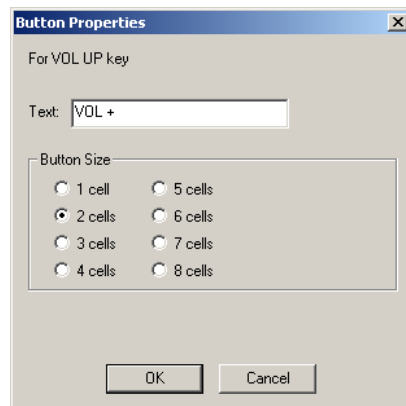 Button Properties
For VOL UP key
Text: VOL +
Button Size
1 cell 5 cells
2 cells 6 cells
3 cells 7 cells
4 cells 8 cells
OK Cancel